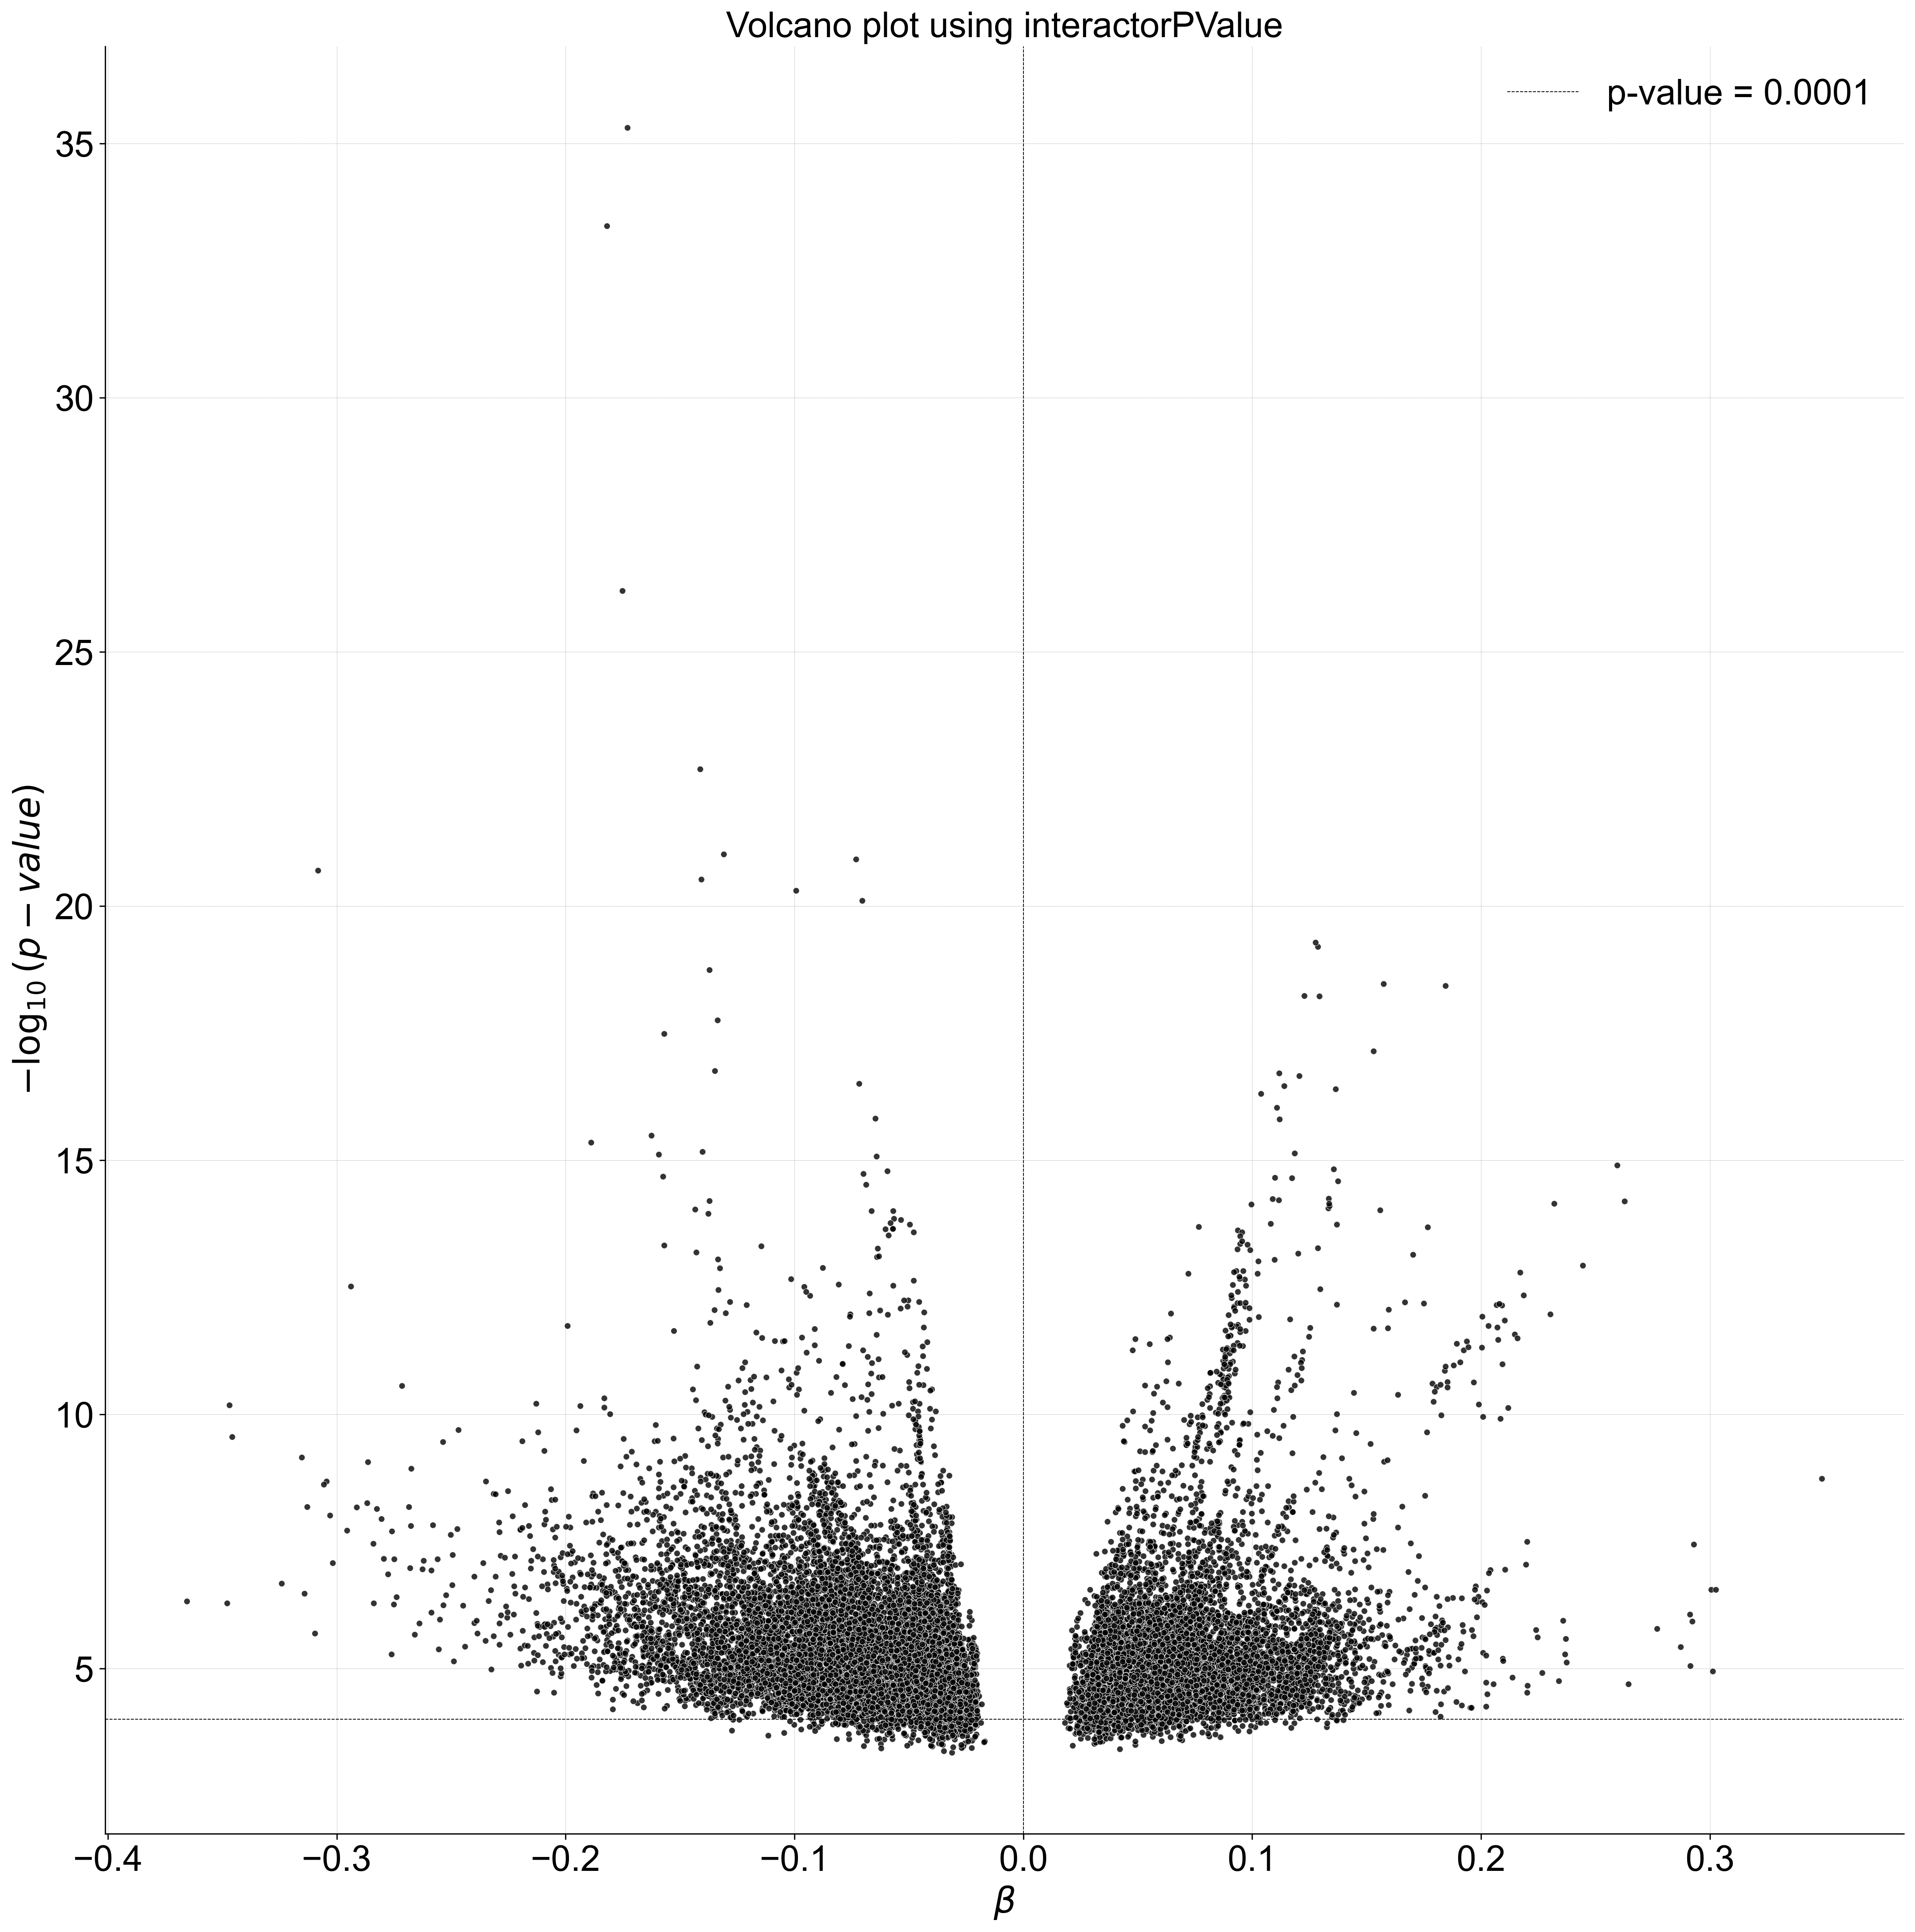 Volcano plot using interactorPValue
p-value = 0.0001
35
30
25
20
15
10
5
−log₁₀ (p − value)
−0.4 −0.3 −0.2 −0.1 0.0 0.1 0.2 0.3
β